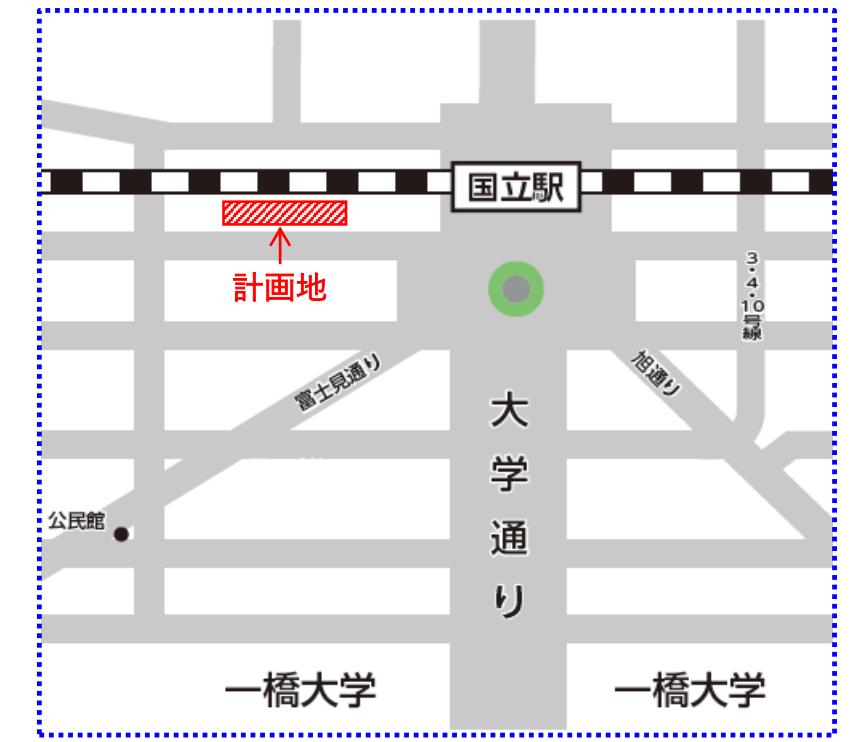 国立駅
計画地
3・4・10号線
富士見通り
旭通り
大学通り
公民館
一橋大学
一橋大学